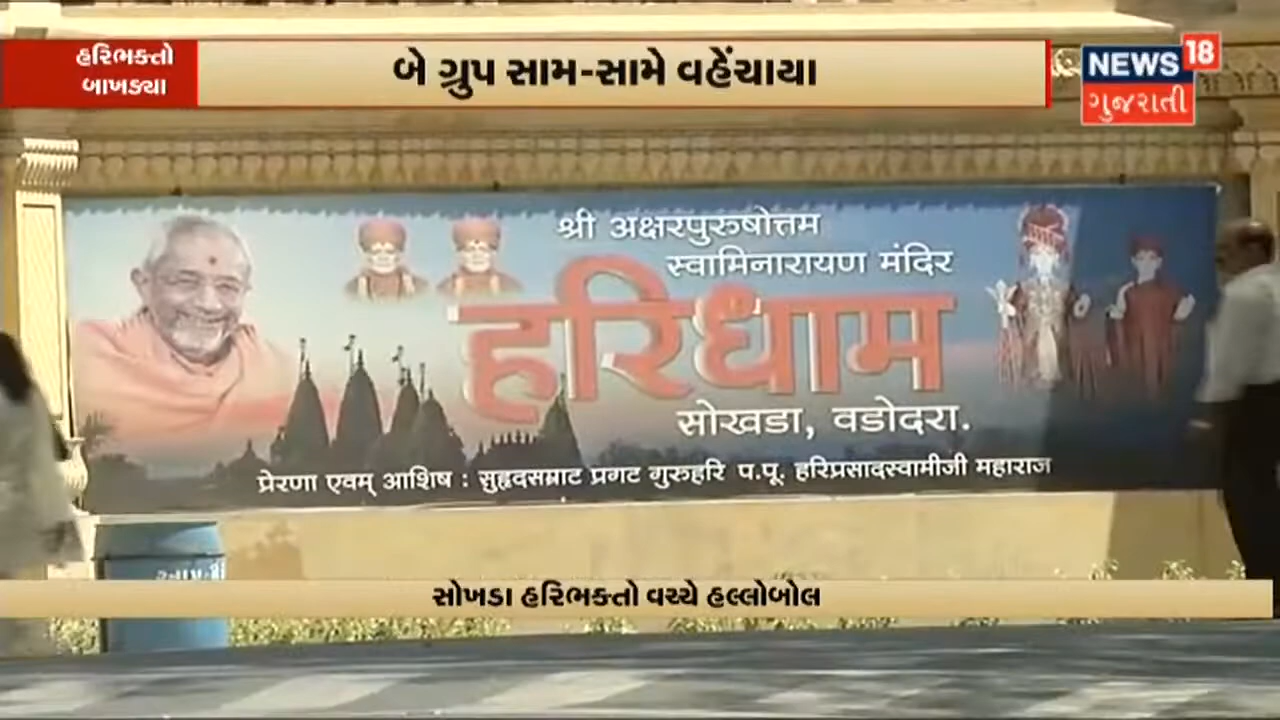 હરિભક્તો
બાખડ્યા
બે ગ્રુપ સામ-સામે વહેંચાયા
NEWS 18
ગુજરાતી
श्री अक्षरपुरुषोत्तम
स्वामिनारायण मंदिर
हरिधाम
सोखडा, वडोदरा.
प्रेरणा एवम् आशिष : सुहृदसम्राट प्रगट गुरुहरि प.पू. हरिप्रसादस्वामीजी महाराज
સોખડા હરિભક્તો વચ્ચે હલ્લોબોલ